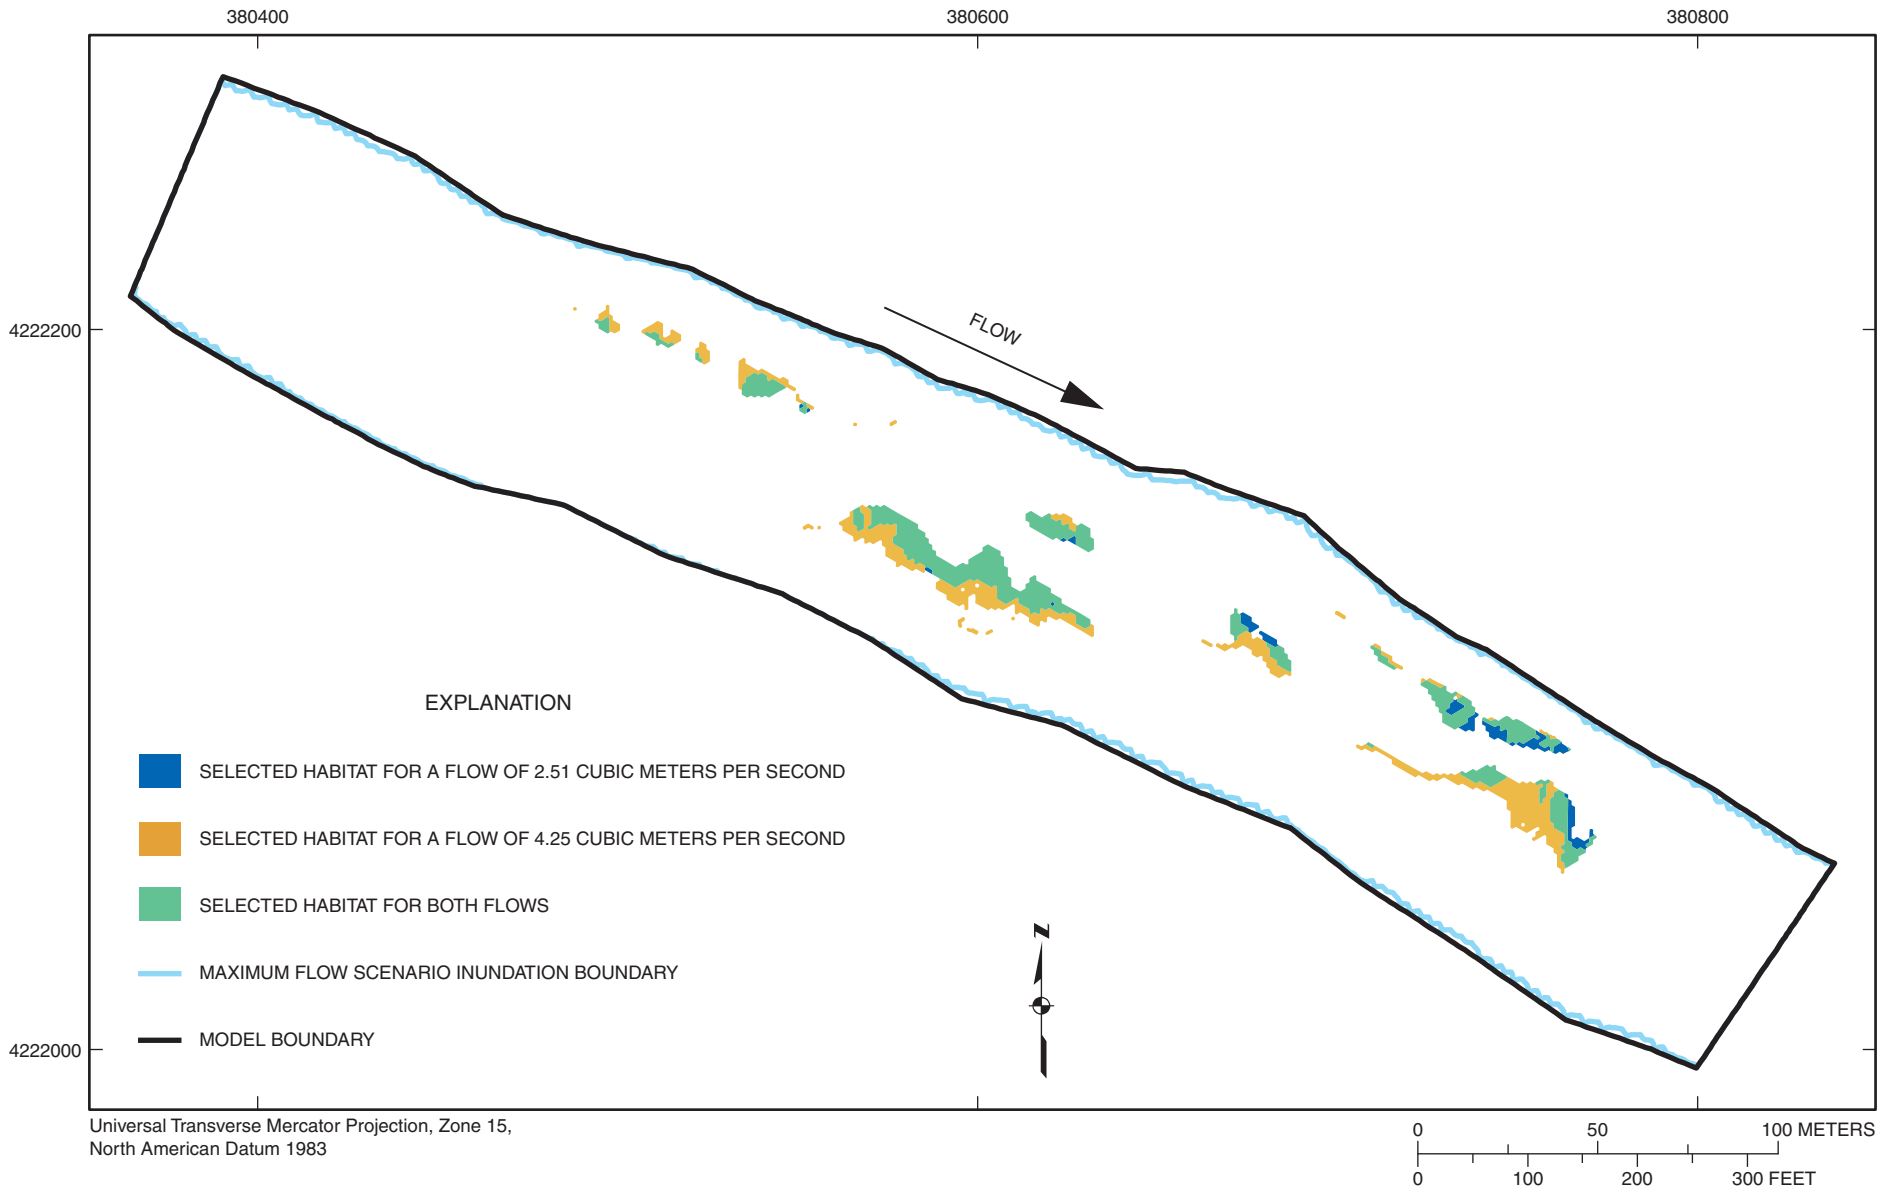 380400 380600 380800
4222200
FLOW
EXPLANATION
SELECTED HABITAT FOR A FLOW OF 2.51 CUBIC METERS PER SECOND
SELECTED HABITAT FOR A FLOW OF 4.25 CUBIC METERS PER SECOND
SELECTED HABITAT FOR BOTH FLOWS
N
MAXIMUM FLOW SCENARIO INUNDATION BOUNDARY
MODEL BOUNDARY
4222000
Universal Transverse Mercator Projection, Zone 15,
North American Datum 1983
0 50 100 METERS
0 100 200 300 FEET